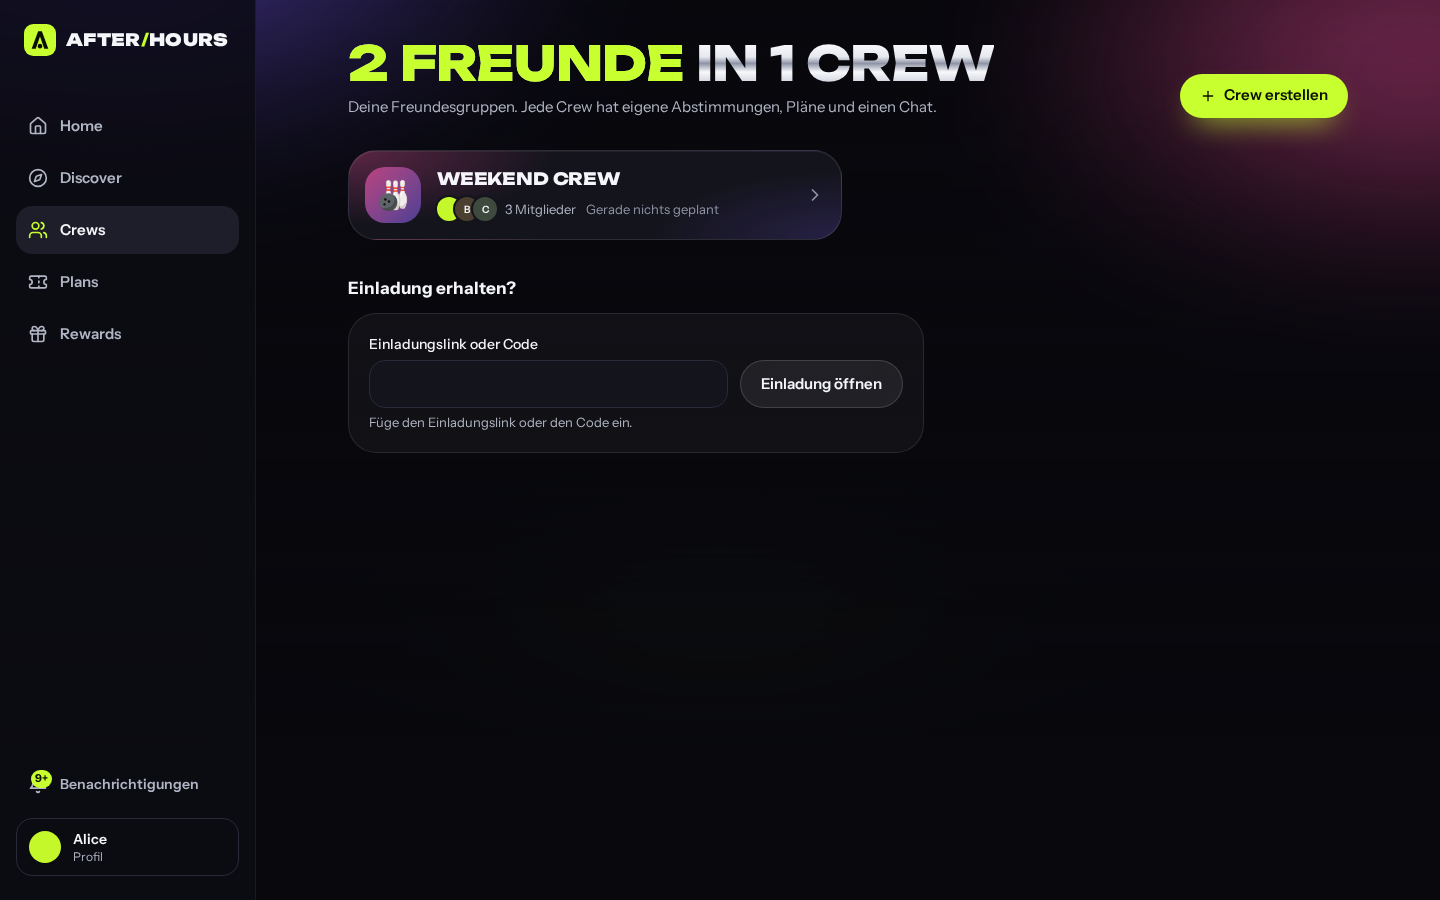 AFTER/HOURS
Home
Discover
Crews
Plans
Rewards
9+
Benachrichtigungen
Alice
Profil
2 FREUNDE IN 1 CREW
Deine Freundesgruppen. Jede Crew hat eigene Abstimmungen, Pläne und einen Chat.
+ Crew erstellen
WEEKEND CREW
B C 3 Mitglieder Gerade nichts geplant
Einladung erhalten?
Einladungslink oder Code
Einladung öffnen
Füge den Einladungslink oder den Code ein.